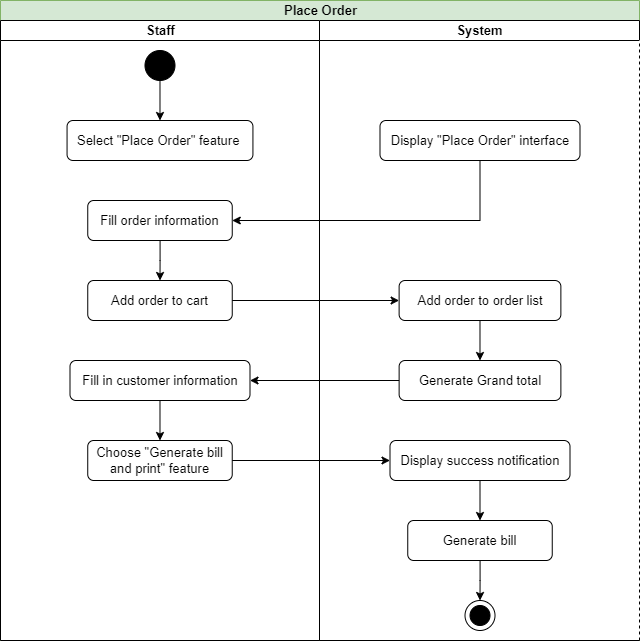 Place Order
Staff
System
Select "Place Order" feature
Display "Place Order" interface
Fill order information
Add order to cart
Add order to order list
Fill in customer information
Generate Grand total
Choose "Generate bill
and print" feature
Display success notification
Generate bill